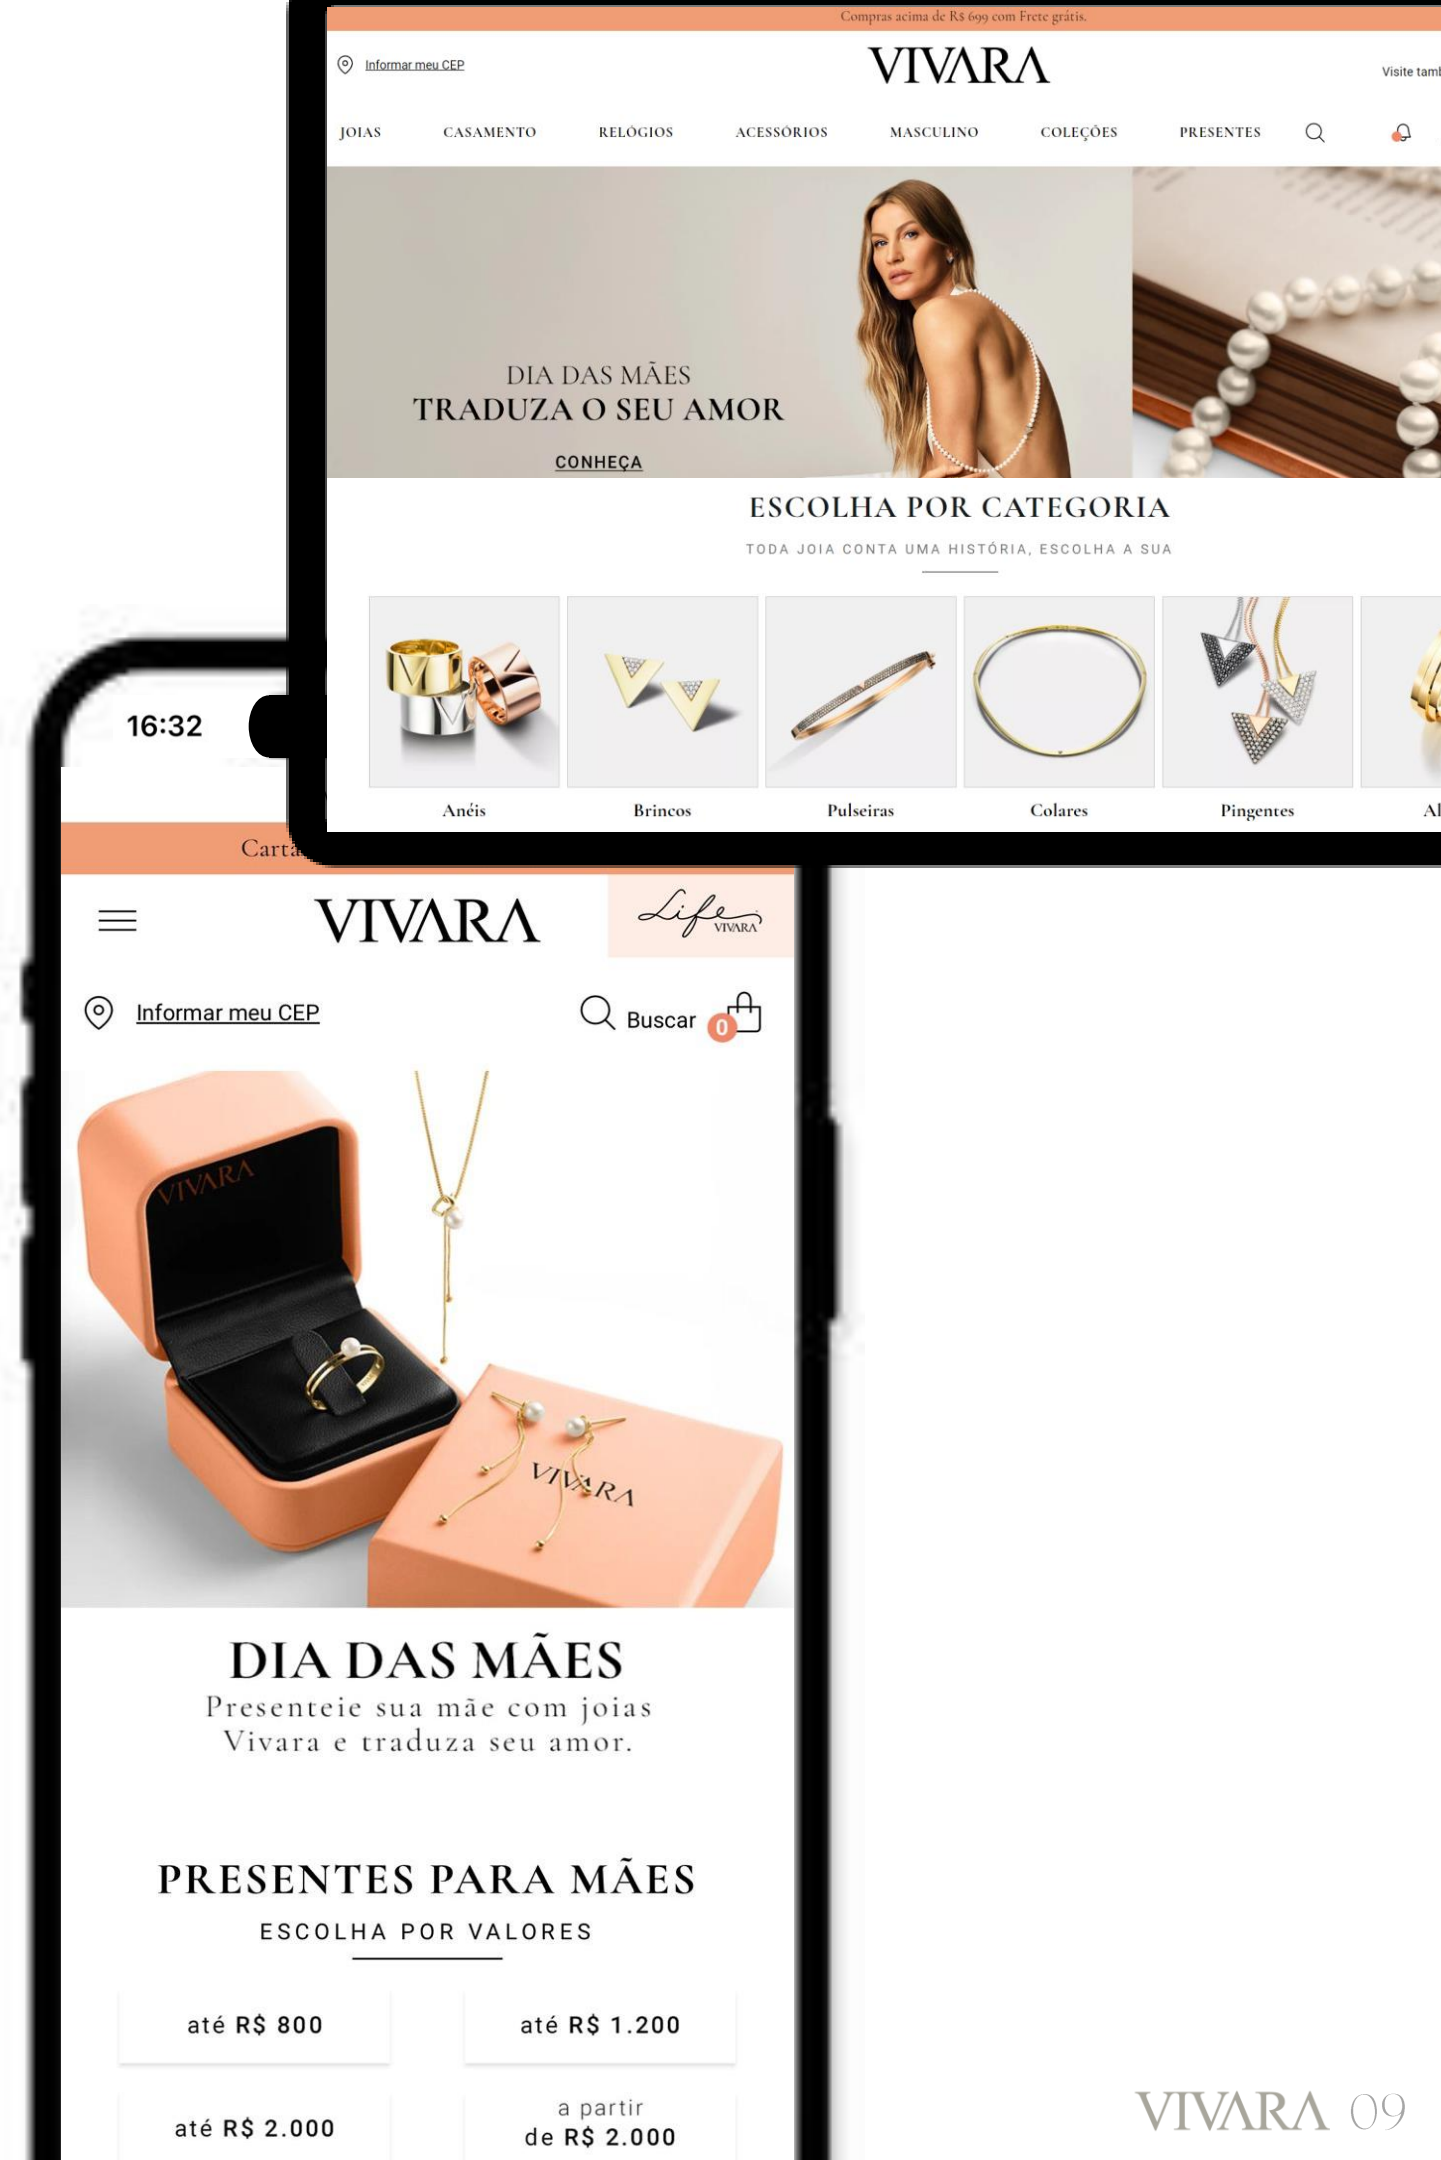 Compras acima de R$ 699 com Frete grátis.
Informar meu CEP
VIVARA
Visite
JOIAS
CASAMENTO
RELÓGIOS
ACESSÓRIOS
MASCULINO
COLEÇÕES
PRESENTES
DIA DAS MÃES
TRADUZA O SEU AMOR
CONHEÇA
ESCOLHA POR CATEGORIA
TODA JOIA CONTA UMA HISTÓRIA, ESCOLHA A SUA
Anéis
Brincos
Pulseiras
Colares
Pingentes
16:32
VIVARA
Life
VIVARA
Informar meu CEP
Buscar
0
VIVARA
VIVARA
DIA DAS MÃES
Presenteie sua mãe com joias
Vivara e traduza seu amor.
PRESENTES PARA MÃES
ESCOLHA POR VALORES
até R$ 800
até R$ 1.200
até R$ 2.000
a partir
de R$ 2.000
VIVARA 09